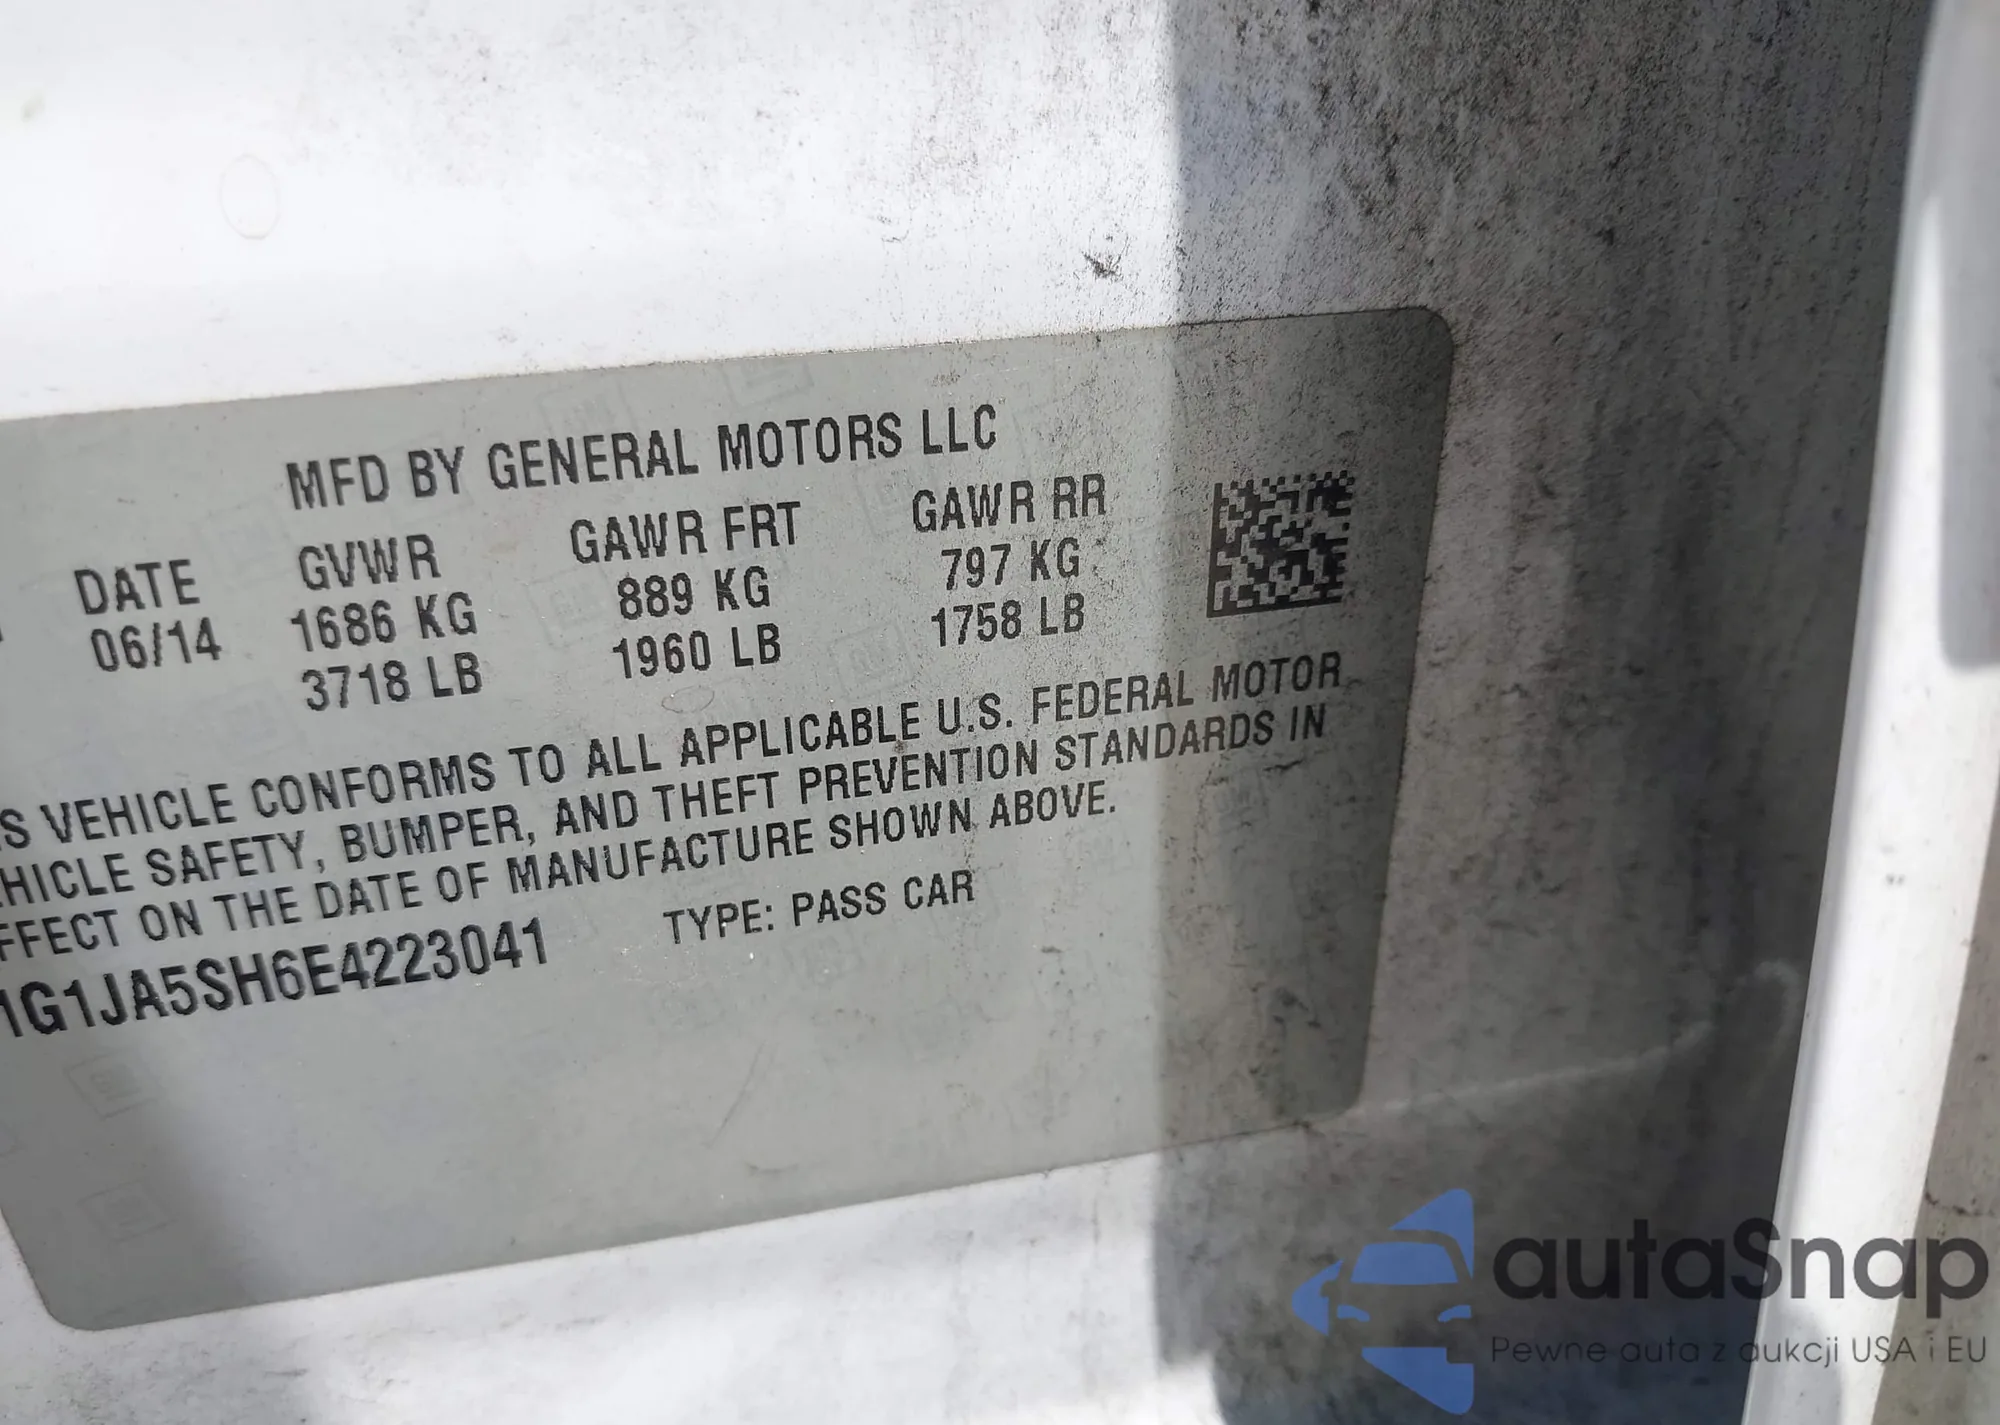 MFD BY GENERAL MOTORS LLC
DATE GVWR GAWR FRT GAWR RR
06/14 1686 KG 889 KG 797 KG
3718 LB 1960 LB 1758 LB
S VEHICLE CONFORMS TO ALL APPLICABLE U.S. FEDERAL MOTOR
HICLE SAFETY, BUMPER, AND THEFT PREVENTION STANDARDS IN
FFECT ON THE DATE OF MANUFACTURE SHOWN ABOVE.
1G1JA5SH6E4223041 TYPE: PASS CAR
autaSnap
Pewne auta z aukcji USA i EU